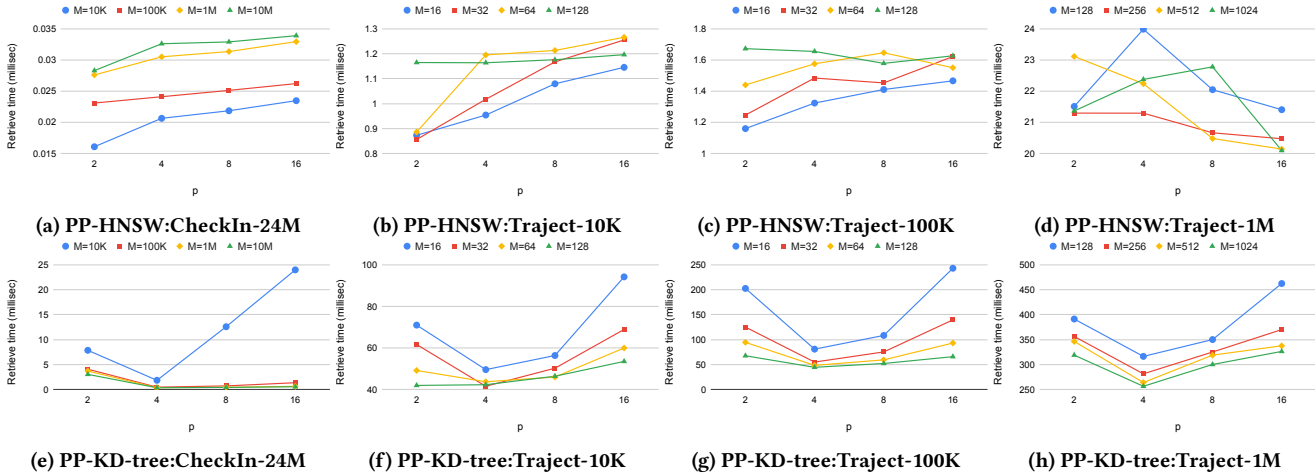 M=10K M=100K M=1M M=10M
Retrieve time (millisec)
0.035
0.03
0.025
0.02
0.015
2 4 8 16
p
(a) PP-HNSW:CheckIn-24M
M=16 M=32 M=64 M=128
Retrieve time (millisec)
1.3
1.2
1.1
1
0.9
0.8
2 4 8 16
p
(b) PP-HNSW:Traject-10K
M=16 M=32 M=64 M=128
Retrieve time (millisec)
1.8
1.6
1.4
1.2
1
2 4 8 16
p
(c) PP-HNSW:Traject-100K
M=128 M=256 M=512 M=1024
Retrieve time (millisec)
24
23
22
21
20
2 4 8 16
p
(d) PP-HNSW:Traject-1M
M=10K M=100K M=1M M=10M
Retrieve time (millisec)
25
20
15
10
5
0
2 4 8 16
p
(e) PP-KD-tree:CheckIn-24M
M=16 M=32 M=64 M=128
Retrieve time (millisec)
100
80
60
40
2 4 8 16
p
(f) PP-KD-tree:Traject-10K
M=16 M=32 M=64 M=128
Retrieve time (millisec)
250
200
150
100
50
0
2 4 8 16
p
(g) PP-KD-tree:Traject-100K
M=128 M=256 M=512 M=1024
Retrieve time (millisec)
500
450
400
350
300
250
2 4 8 16
p
(h) PP-KD-tree:Traject-1M